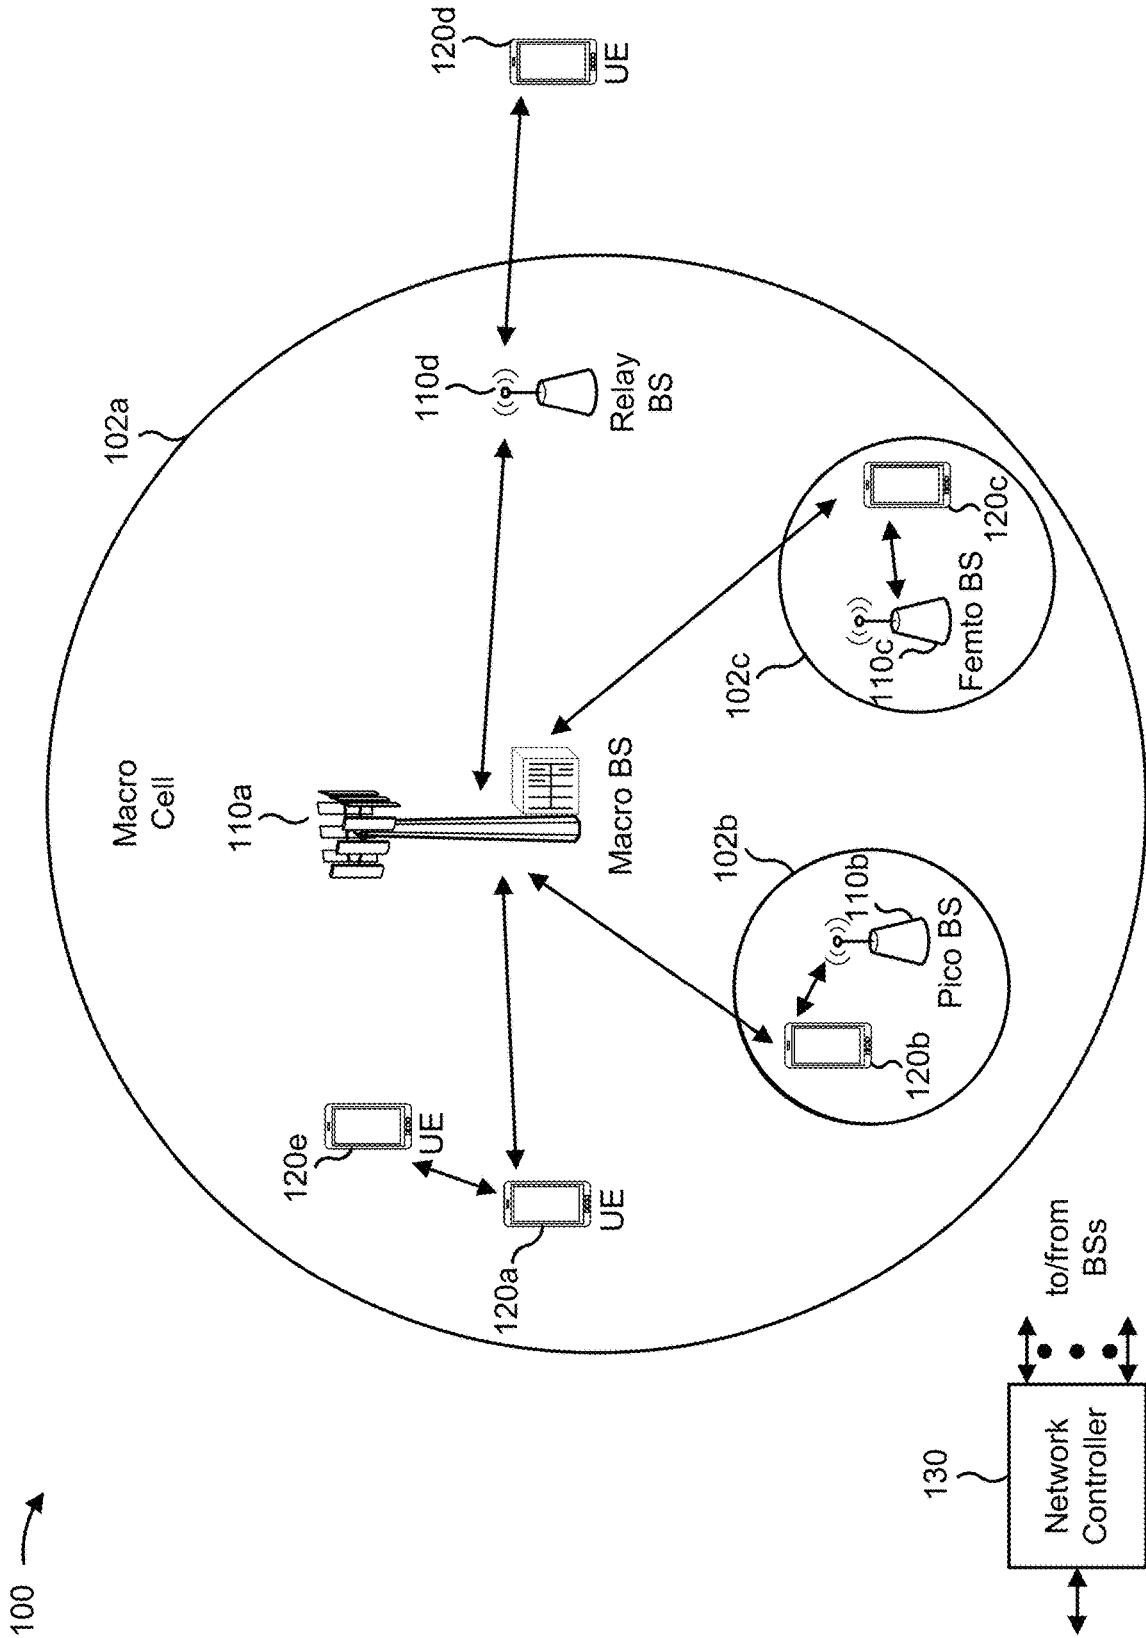 100
102a
Macro
Cell
110a
120d
UE
110d
Relay
BS
120e
UE
120a
UE
Macro BS
102b
110b
Pico BS
120b
102c
110c
Femto BS
120c
130
Network
Controller
to/from
BSs